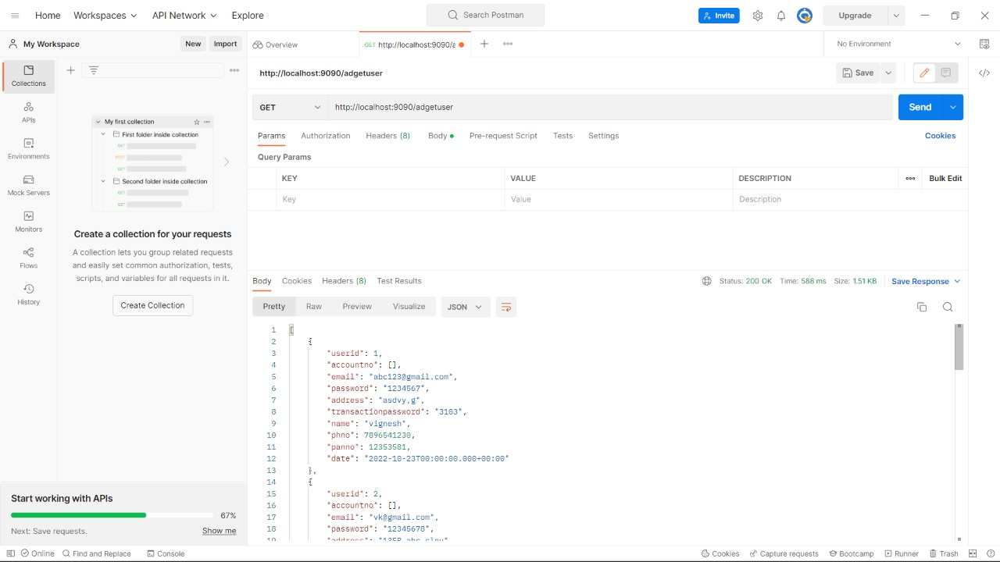 Home Workspaces API Network Explore Search Postman Invite Upgrade
My Workspace New Import Overview GET http://localhost:9090/a No Environment
Collections
APIs
Environments
Mock Servers
Monitors
Flows
History
My first collection
First folder inside collection
GET
POST
GET
Second folder inside collection
GET
GET
Create a collection for your requests
A collection lets you group related requests
and easily set common authorization, tests,
scripts, and variables for all requests in it.
Create Collection
Start working with APIs
67%
Next: Save requests. Show me
http://localhost:9090/adgetuser Save
GET http://localhost:9090/adgetuser Send
Params Authorization Headers (8) Body Pre-request Script Tests Settings Cookies
Query Params
KEY VALUE DESCRIPTION Bulk Edit
Key Value Description
Body Cookies Headers (8) Test Results Status: 200 OK Time: 588 ms Size: 1.51 KB Save Response
Pretty Raw Preview Visualize JSON
1 [
2 {
3 "userid": 1,
4 "accountno": [],
5 "email": "abc123@gmail.com",
6 "password": "1234567",
7 "address": "asdvy,g",
8 "transactionpassword": "3103",
9 "name": "vignesh",
10 "phno": 7896541230,
11 "panno": 12353581,
12 "date": "2022-10-23T00:00:00.000+00:00"
13 },
14 {
15 "userid": 2,
16 "accountno": [],
17 "email": "vk@gmail.com",
18 "password": "12345678",
19 "address":
Online Find and Replace Console Cookies Capture requests Bootcamp Runner Trash